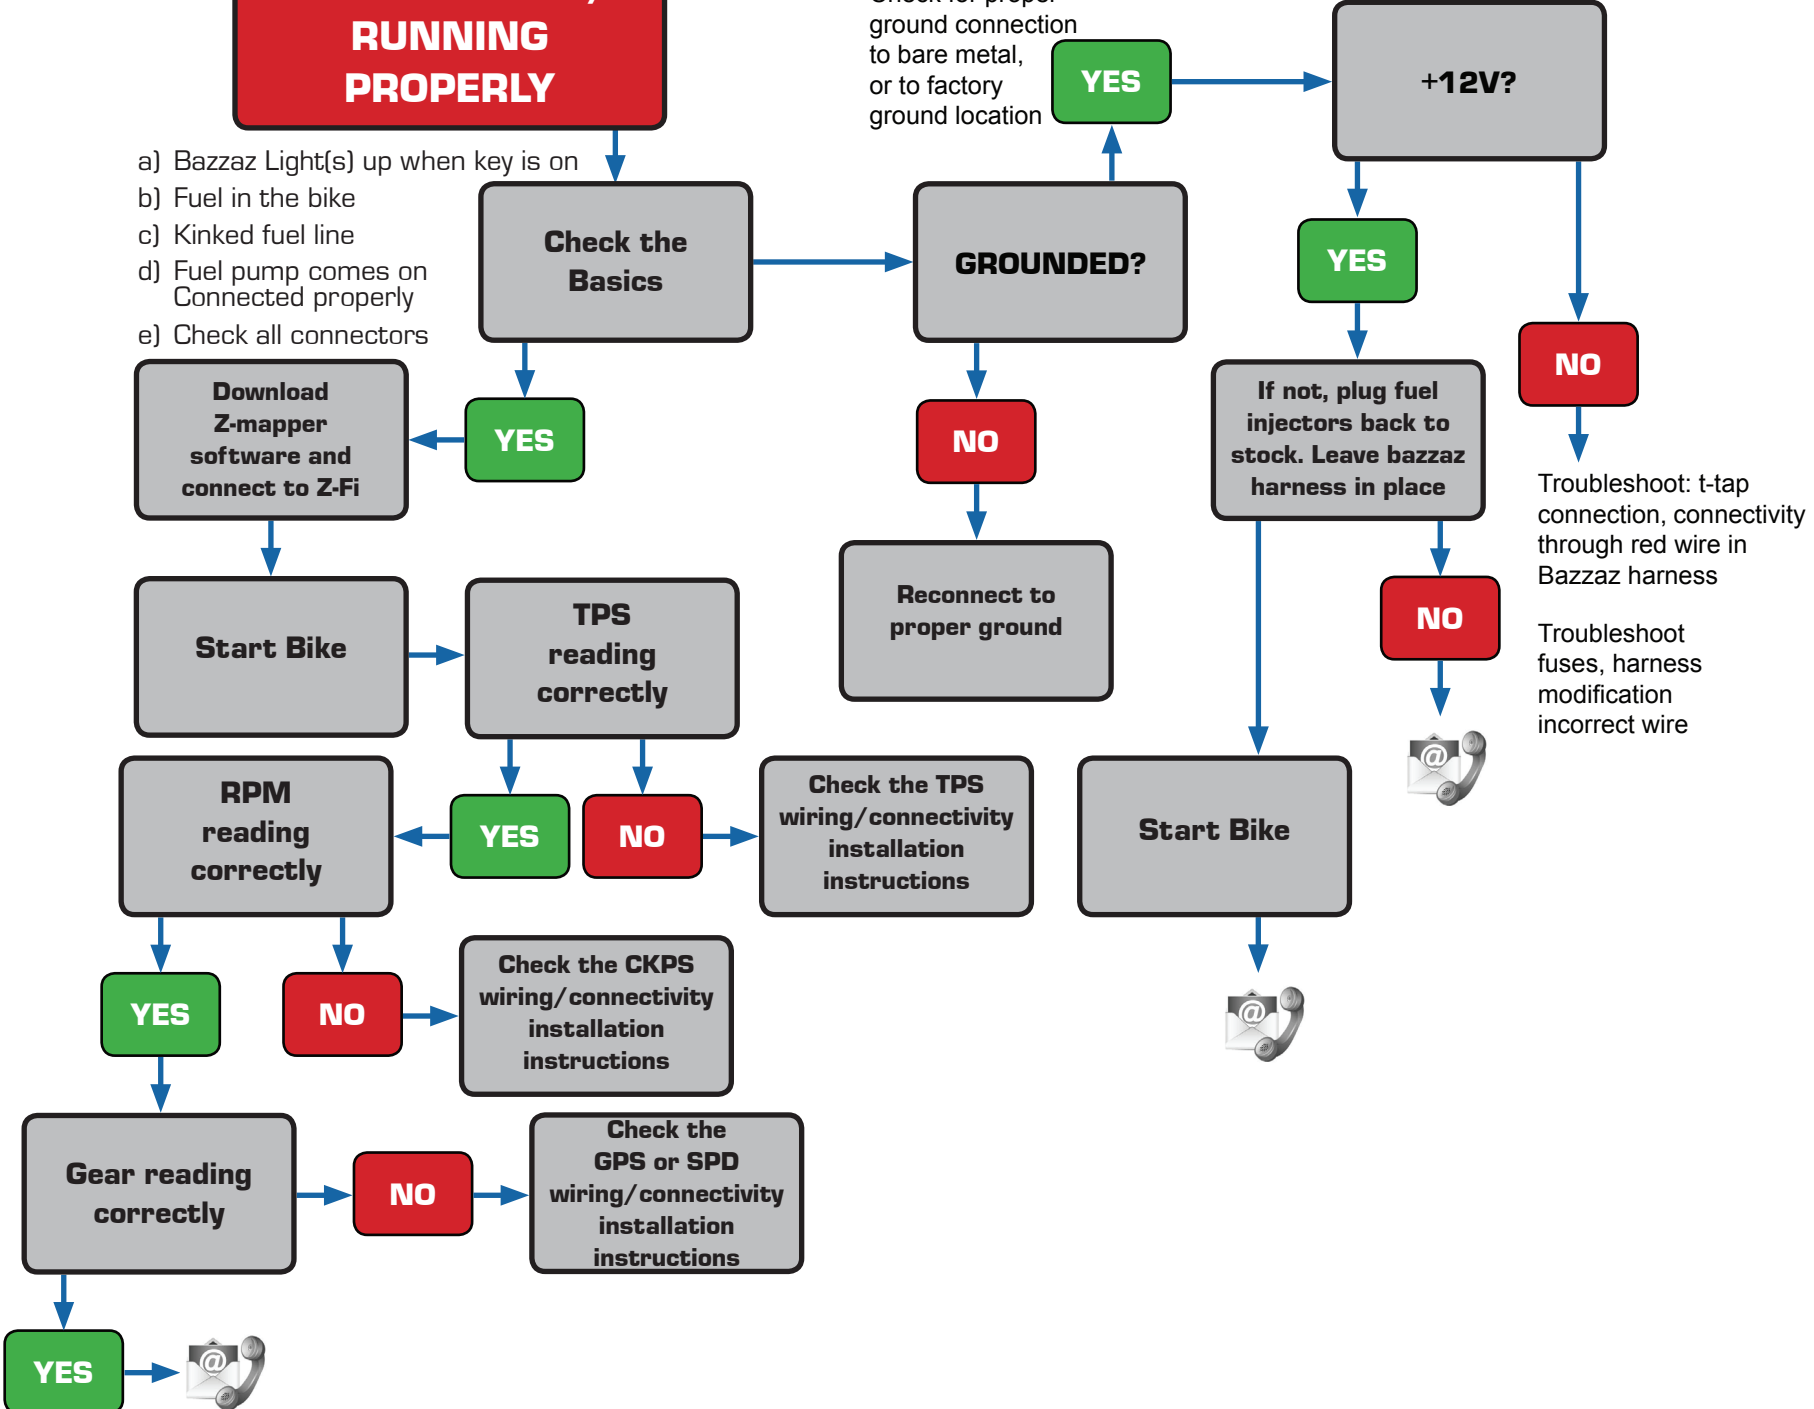 RUNNING
PROPERLY
a) Bazzaz Light(s) up when key is on
b) Fuel in the bike
c) Kinked fuel line
d) Fuel pump comes on
Connected properly
e) Check all connectors
Check the
Basics
YES
Download
Z-mapper
software and
connect to Z-Fi
Start Bike
TPS
reading
correctly
YES
NO
Check the TPS
wiring/connectivity
installation
instructions
RPM
reading
correctly
YES
NO
Check the CKPS
wiring/connectivity
installation
instructions
Gear reading
correctly
NO
Check the
GPS or SPD
wiring/connectivity
installation
instructions
YES
@
Check for proper
ground connection
to bare metal,
or to factory
ground location
GROUNDED?
YES
NO
Reconnect to
proper ground
+12V?
YES
NO
If not, plug fuel
injectors back to
stock. Leave bazzaz
harness in place
Troubleshoot: t-tap
connection, connectivity
through red wire in
Bazzaz harness
Troubleshoot
fuses, harness
modification
incorrect wire
NO
@
Start Bike
@